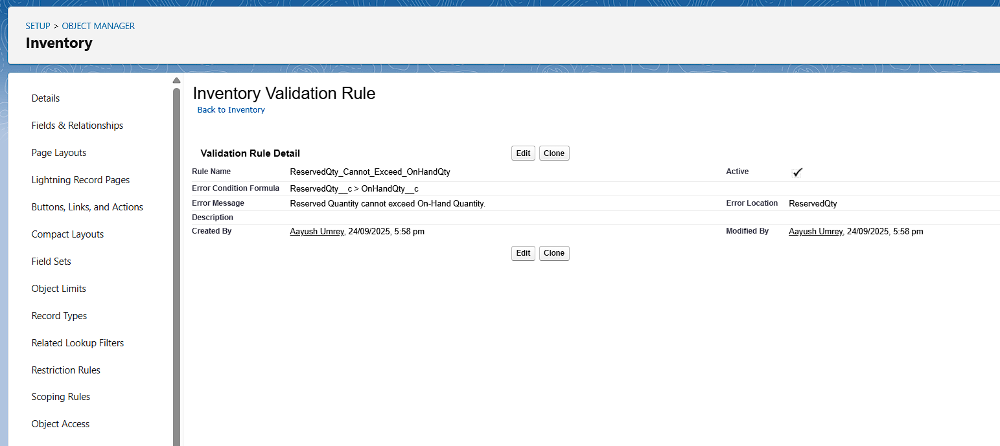 SETUP > OBJECT MANAGER
Inventory
Details
Fields & Relationships
Page Layouts
Lightning Record Pages
Buttons, Links, and Actions
Compact Layouts
Field Sets
Object Limits
Record Types
Related Lookup Filters
Restriction Rules
Scoping Rules
Object Access
Inventory Validation Rule
Back to Inventory
Validation Rule Detail Edit Clone
Rule Name ReservedQty_Cannot_Exceed_OnHandQty Active ✓
Error Condition Formula ReservedQty__c > OnHandQty__c
Error Message Reserved Quantity cannot exceed On-Hand Quantity. Error Location ReservedQty
Description
Created By Aayush Umrey, 24/09/2025, 5:58 pm Modified By Aayush Umrey, 24/09/2025, 5:58 pm
Edit Clone